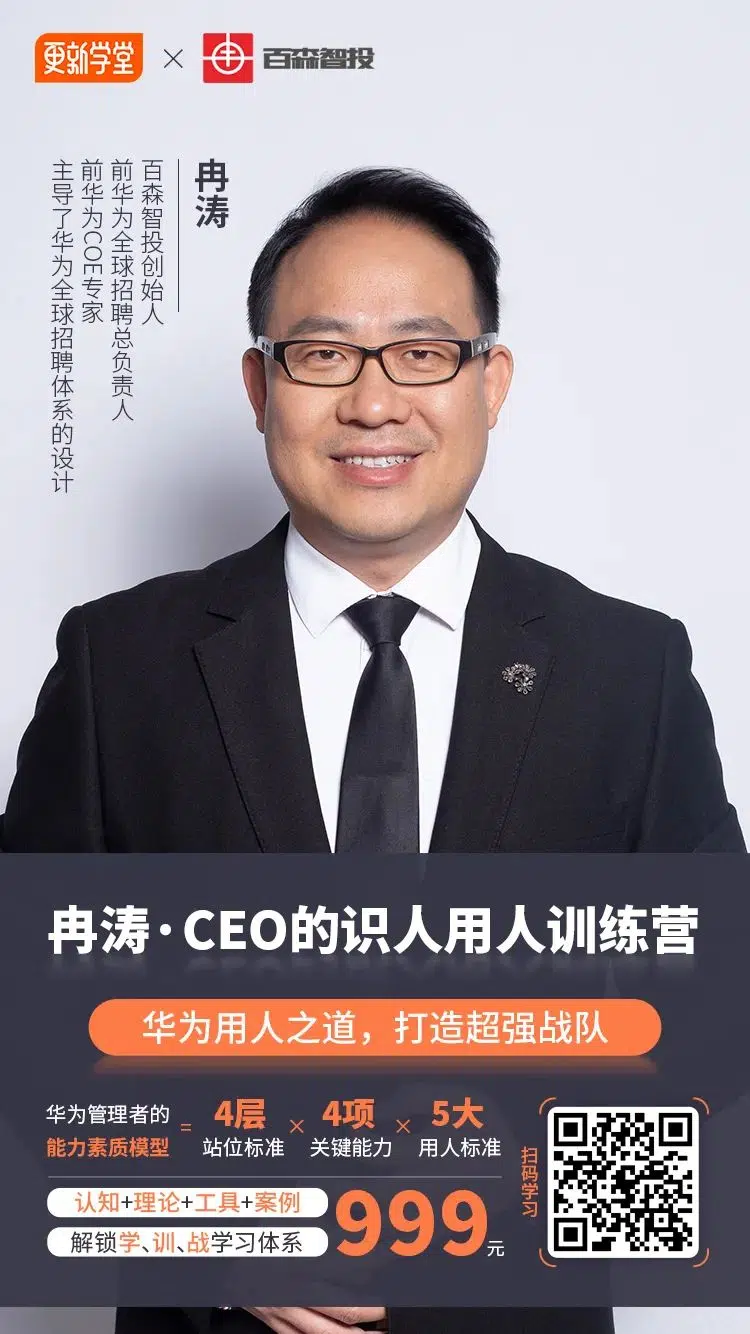 更新学堂 × 百森智投
冉涛
百森智投创始人
前华为全球招聘总负责人
前华为COE专家
主导了华为全球招聘体系的设计
冉涛·CEO的识人用人训练营
华为用人之道，打造超强战队
华为管理者的
能力素质模型
=
4层
站位标准
×
4项
关键能力
×
5大
用人标准
认知+理论+工具+案例
解锁学、训、战学习体系
999元
扫码学习